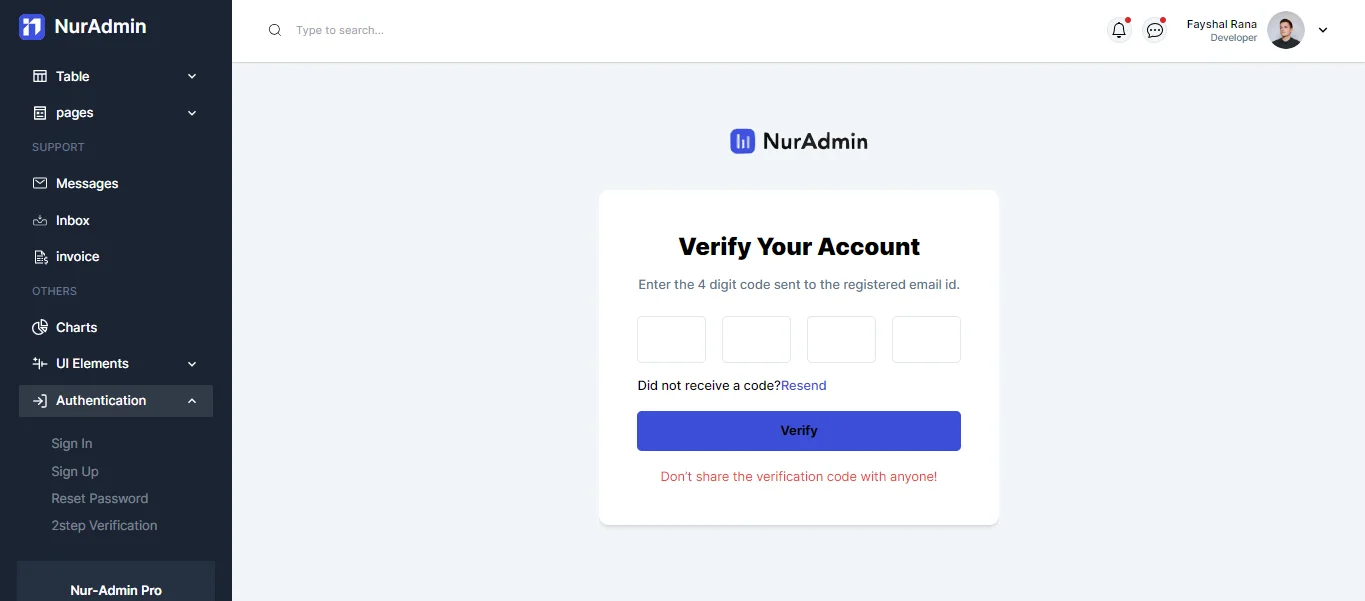 NurAdmin
Table
pages
SUPPORT
Messages
Inbox
invoice
OTHERS
Charts
UI Elements
Authentication
Sign In
Sign Up
Reset Password
2step Verification
Nur-Admin Pro
Type to search...
Fayshal Rana
Developer
NurAdmin
Verify Your Account
Enter the 4 digit code sent to the registered email id.
Did not receive a code?Resend
Verify
Don't share the verification code with anyone!